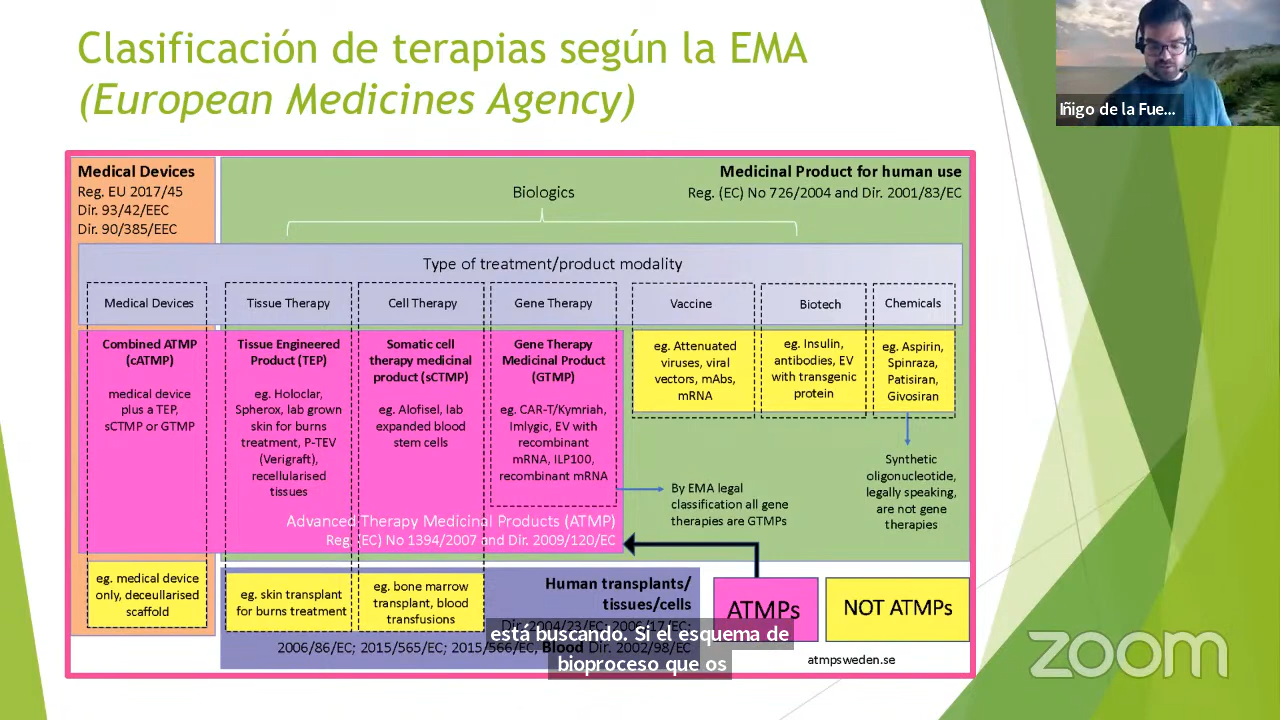 Clasificación de terapias según la EMA
(European Medicines Agency)
Iñigo de la Fue...
Medical Devices
Reg. EU 2017/45
Dir. 93/42/EEC
Dir. 90/385/EEC
Medicinal Product for human use
Reg. (EC) No 726/2004 and Dir. 2001/83/EC
Biologics
Type of treatment/product modality
Medical Devices
Tissue Therapy
Cell Therapy
Gene Therapy
Vaccine
Biotech
Chemicals
Combined ATMP
(cATMP)
medical device
plus a TEP,
sCTMP or GTMP
Tissue Engineered
Product (TEP)
eg. Holoclar,
Spherox, lab grown
skin for burns
treatment, P-TEV
(Verigraft),
recellularised
tissues
Somatic cell
therapy medicinal
product (sCTMP)
eg. Alofisel, lab
expanded blood
stem cells
Gene Therapy
Medicinal Product
(GTMP)
eg. CAR-T/Kymriah,
Imlygic, EV with
recombinant
mRNA, ILP100,
recombinant mRNA
eg. Attenuated
viruses, viral
vectors, mAbs,
mRNA
eg. Insulin,
antibodies, EV
with transgenic
protein
eg. Aspirin,
Spinraza,
Patisiran,
Givosiran
By EMA legal
classification all gene
therapies are GTMPs
Synthetic
oligonucleotide,
legally speaking,
are not gene
therapies
Advanced Therapy Medicinal Products (ATMP)
Reg. (EC) No 1394/2007 and Dir. 2009/120/EC
eg. medical device
only, deceullarised
scaffold
eg. skin transplant
for burns treatment
eg. bone marrow
transplant, blood
transfusions
Human transplants/
tissues/cells
Dir. 2004/23/EC; 2006/17/EC;
2006/86/EC; 2015/565/EC; 2015/566/EC, Blood Dir. 2002/98/EC
ATMPs
NOT ATMPs
atmpsweden.se
está buscando. Si el esquema de
bioproceso que os
zoom